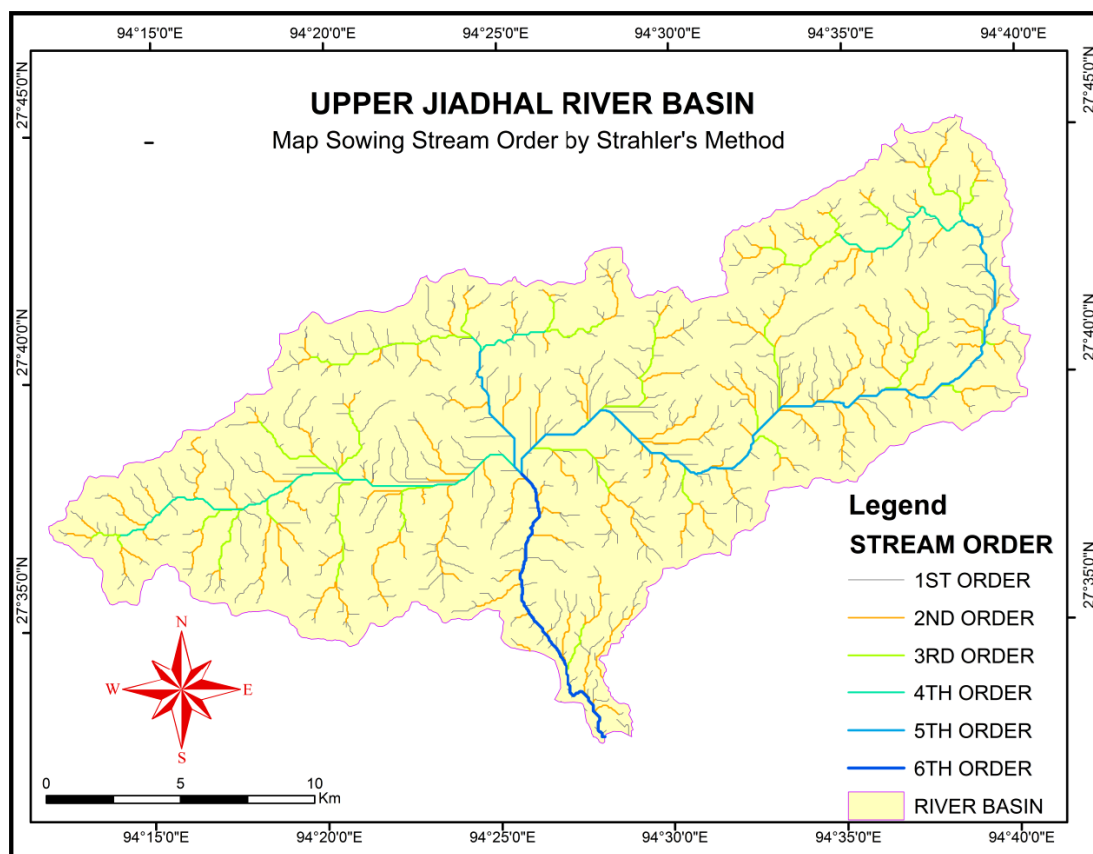 94°15'0"E 94°20'0"E 94°25'0"E 94°30'0"E 94°35'0"E 94°40'0"E
27°45'0"N
27°45'0"N
UPPER JIADHAL RIVER BASIN
Map Sowing Stream Order by Strahler's Method
27°40'0"N
27°40'0"N
Legend
STREAM ORDER
1ST ORDER
2ND ORDER
3RD ORDER
4TH ORDER
5TH ORDER
6TH ORDER
RIVER BASIN
27°35'0"N
27°35'0"N
N
W E
S
0 5 10
Km
94°15'0"E 94°20'0"E 94°25'0"E 94°30'0"E 94°35'0"E 94°40'0"E